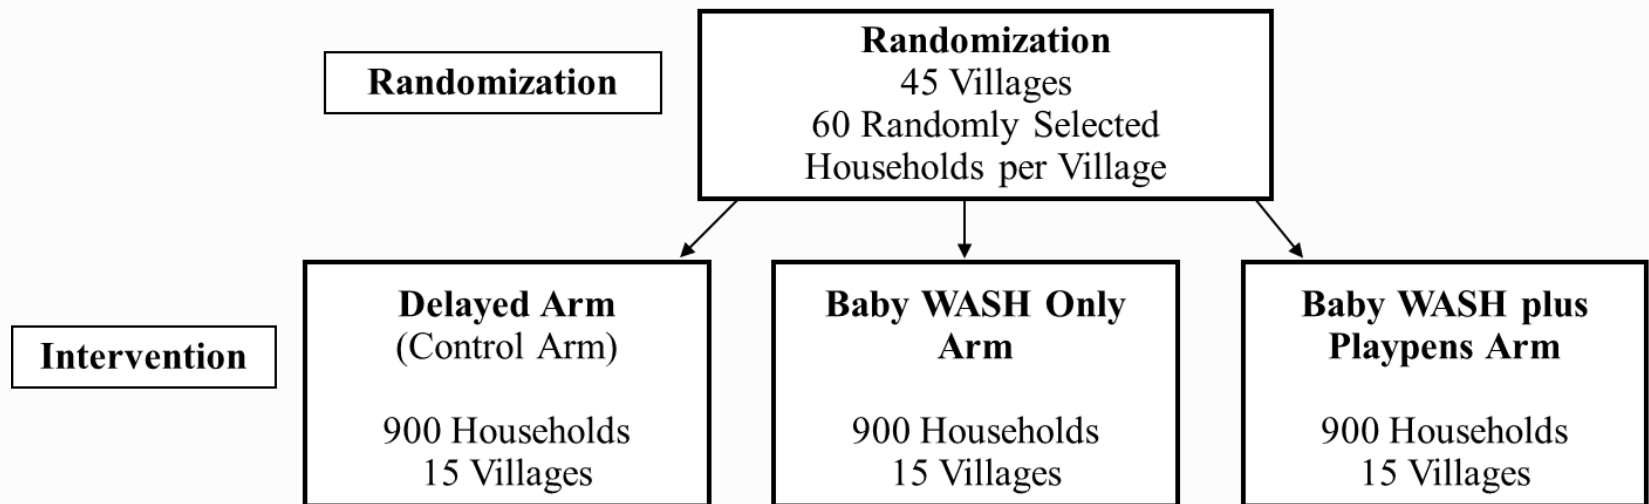 Randomization
Randomization
45 Villages
60 Randomly Selected
Households per Village
Intervention
Delayed Arm
(Control Arm)
900 Households
15 Villages
Baby WASH Only
Arm
900 Households
15 Villages
Baby WASH plus
Playpens Arm
900 Households
15 Villages